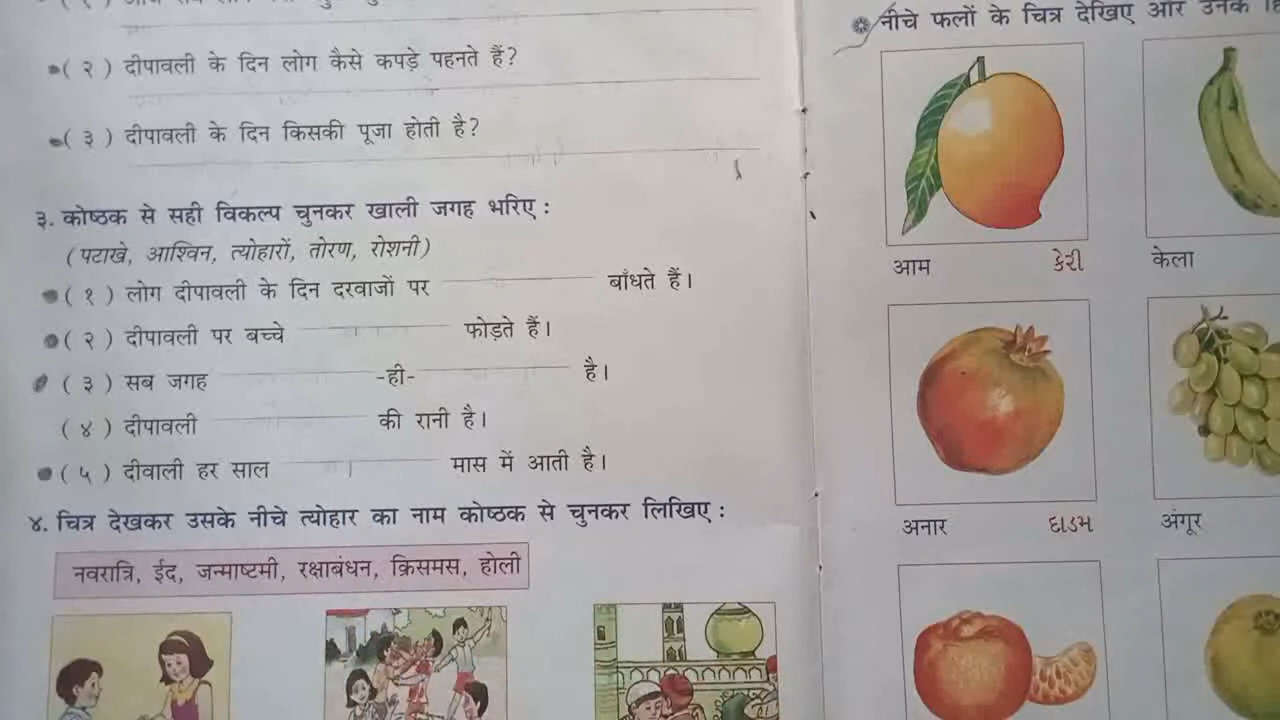 ( २ ) दीपावली के दिन लोग कैसे कपड़े पहनते हैं?
( ३ ) दीपावली के दिन किसकी पूजा होती है?
३. कोष्ठक से सही विकल्प चुनकर खाली जगह भरिए :
(पटाखे, आश्विन, त्योहारों, तोरण, रोशनी)
( १ ) लोग दीपावली के दिन दरवाजों पर बाँधते हैं।
( २ ) दीपावली पर बच्चे फोड़ते हैं।
( ३ ) सब जगह -ही- है।
( ४ ) दीपावली की रानी है।
( ५ ) दीवाली हर साल मास में आती है।
४. चित्र देखकर उसके नीचे त्योहार का नाम कोष्ठक से चुनकर लिखिए :
नवरात्रि, ईद, जन्माष्टमी, रक्षाबंधन, क्रिसमस, होली
नीचे फलों के चित्र देखिए और उनके
आम કેરી केला
अनार દાડમ अंगूर